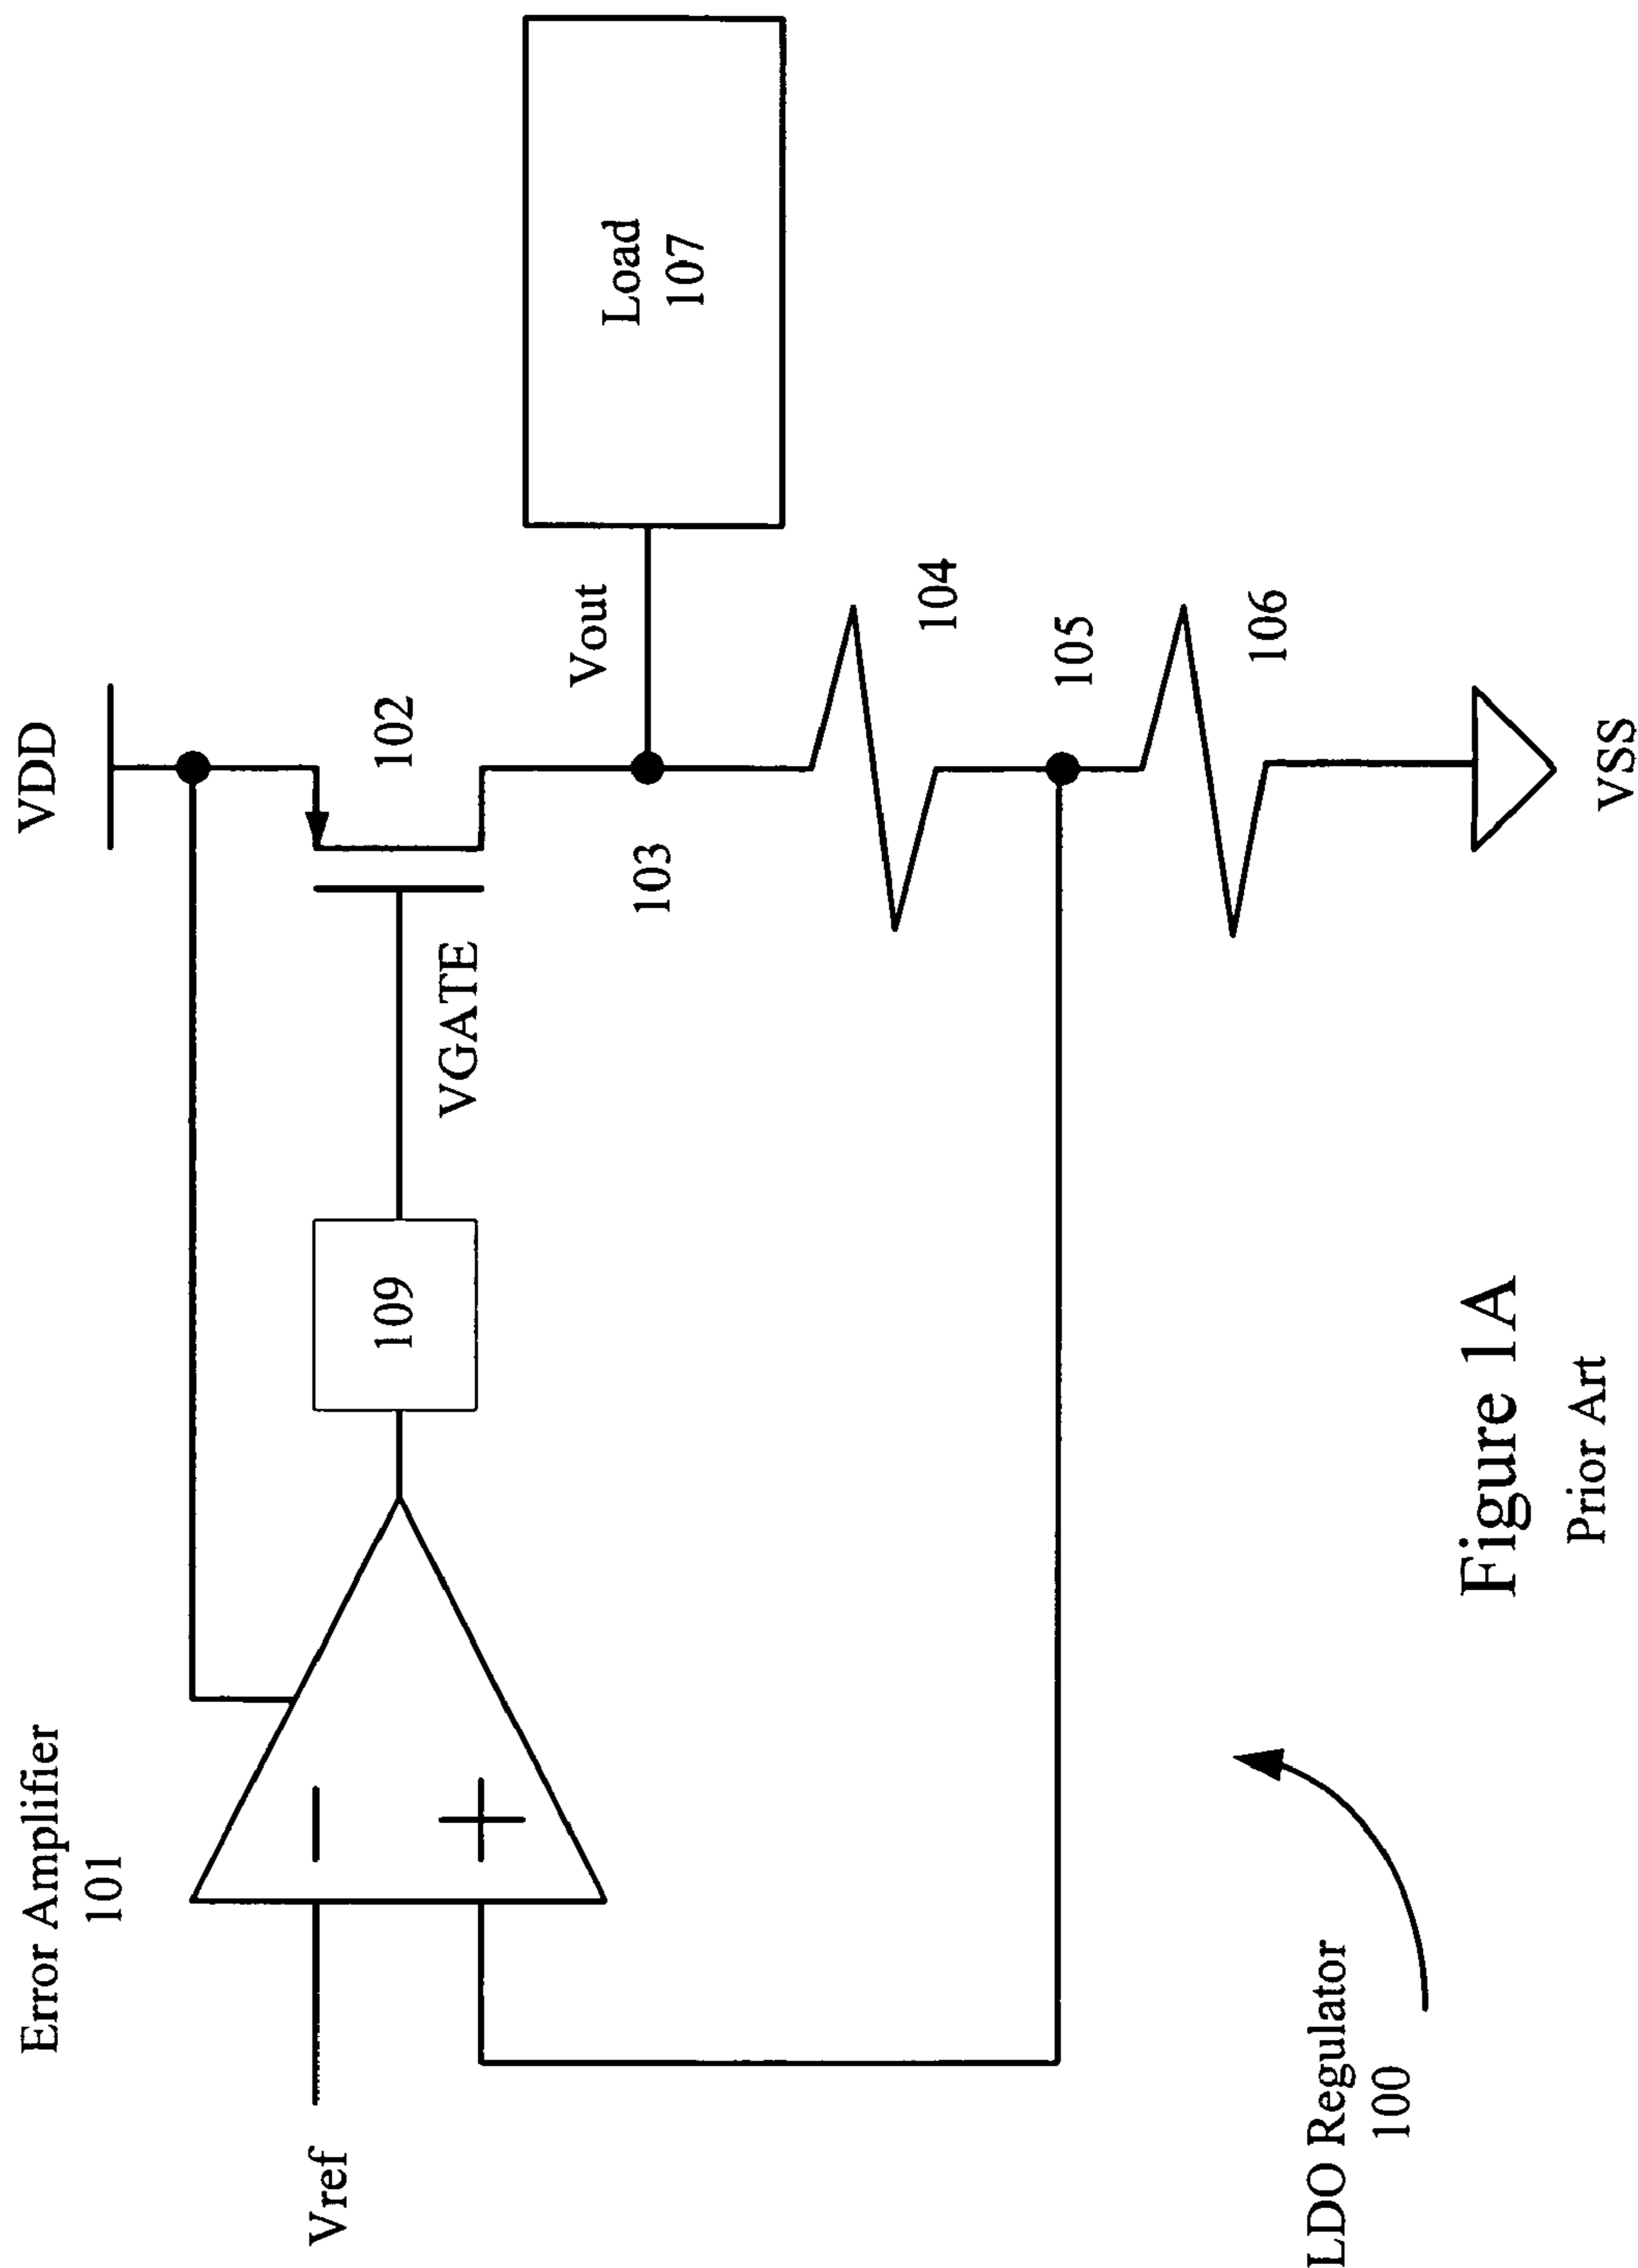 Error Amplifier
101
VDD
Vref
109
VGATE
102
Vout
103
Load
107
104
105
106
VSS
LDO Regulator
100
Figure 1A
Prior Art